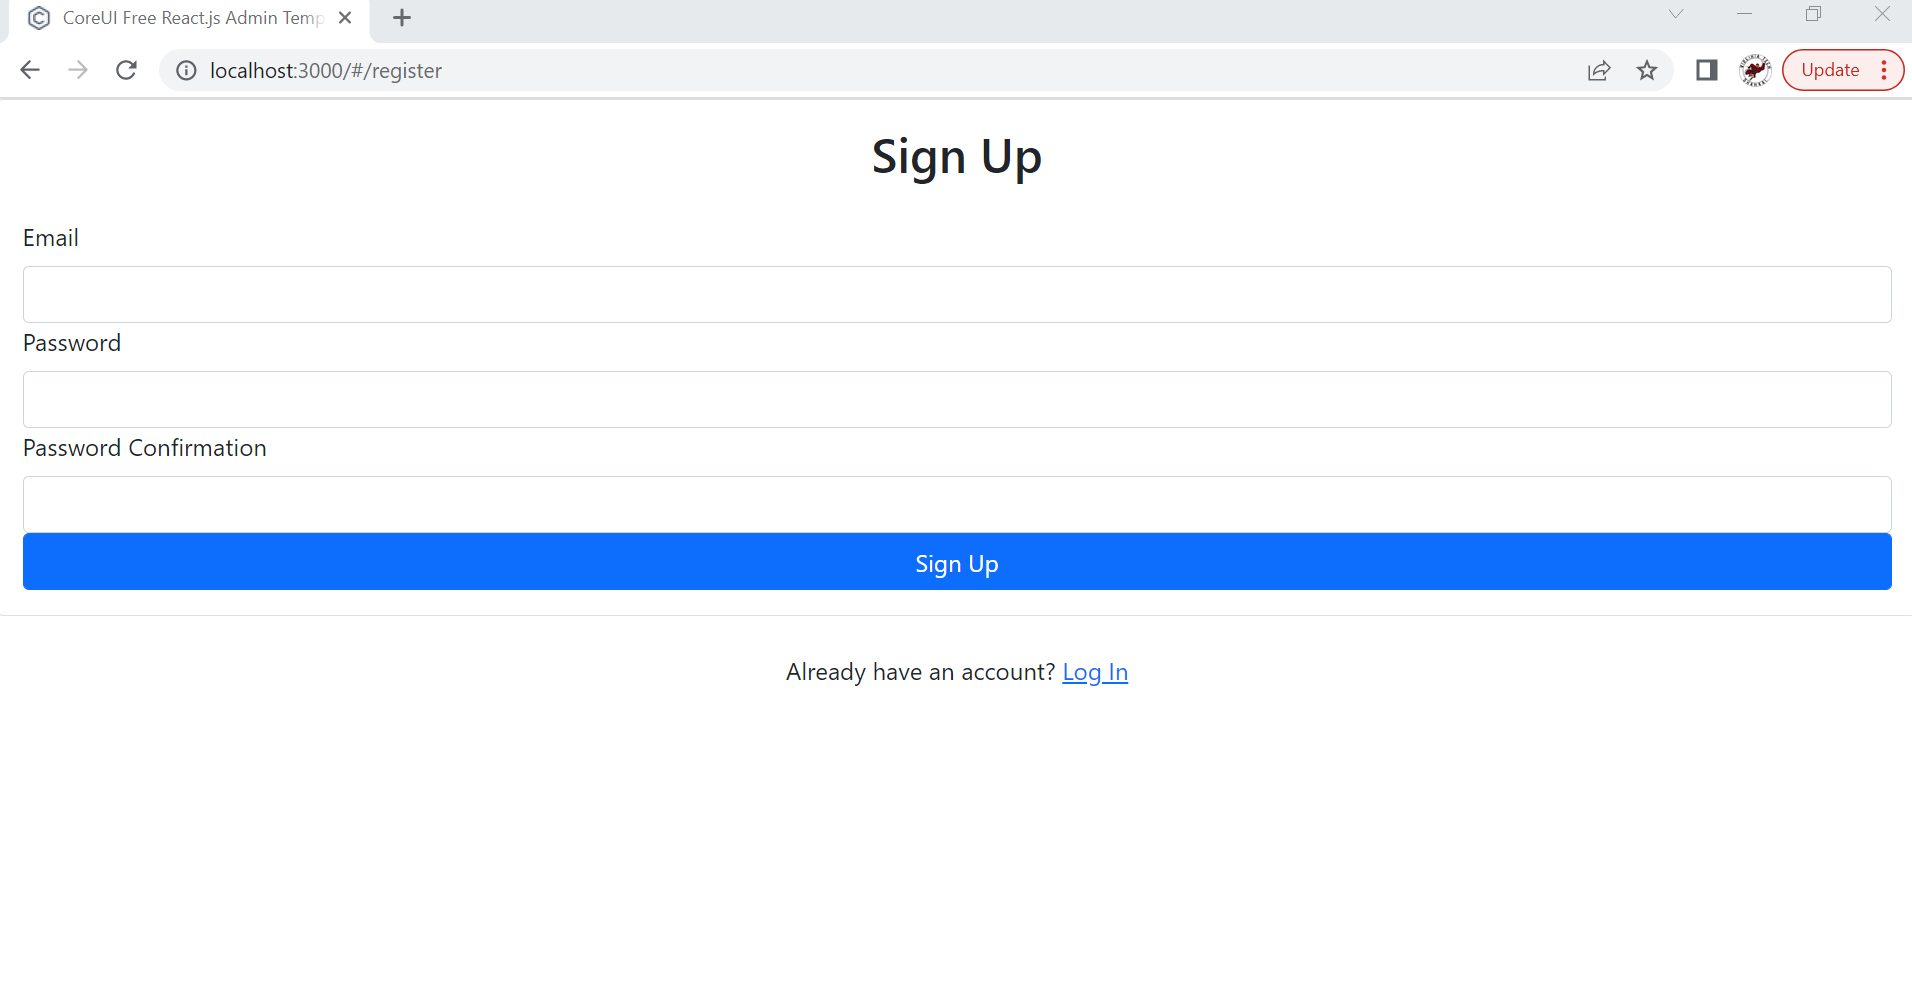 CoreUI Free React.js Admin Temp
localhost:3000/#/register
Update
Sign Up
Email
Password
Password Confirmation
Sign Up
Already have an account? Log In